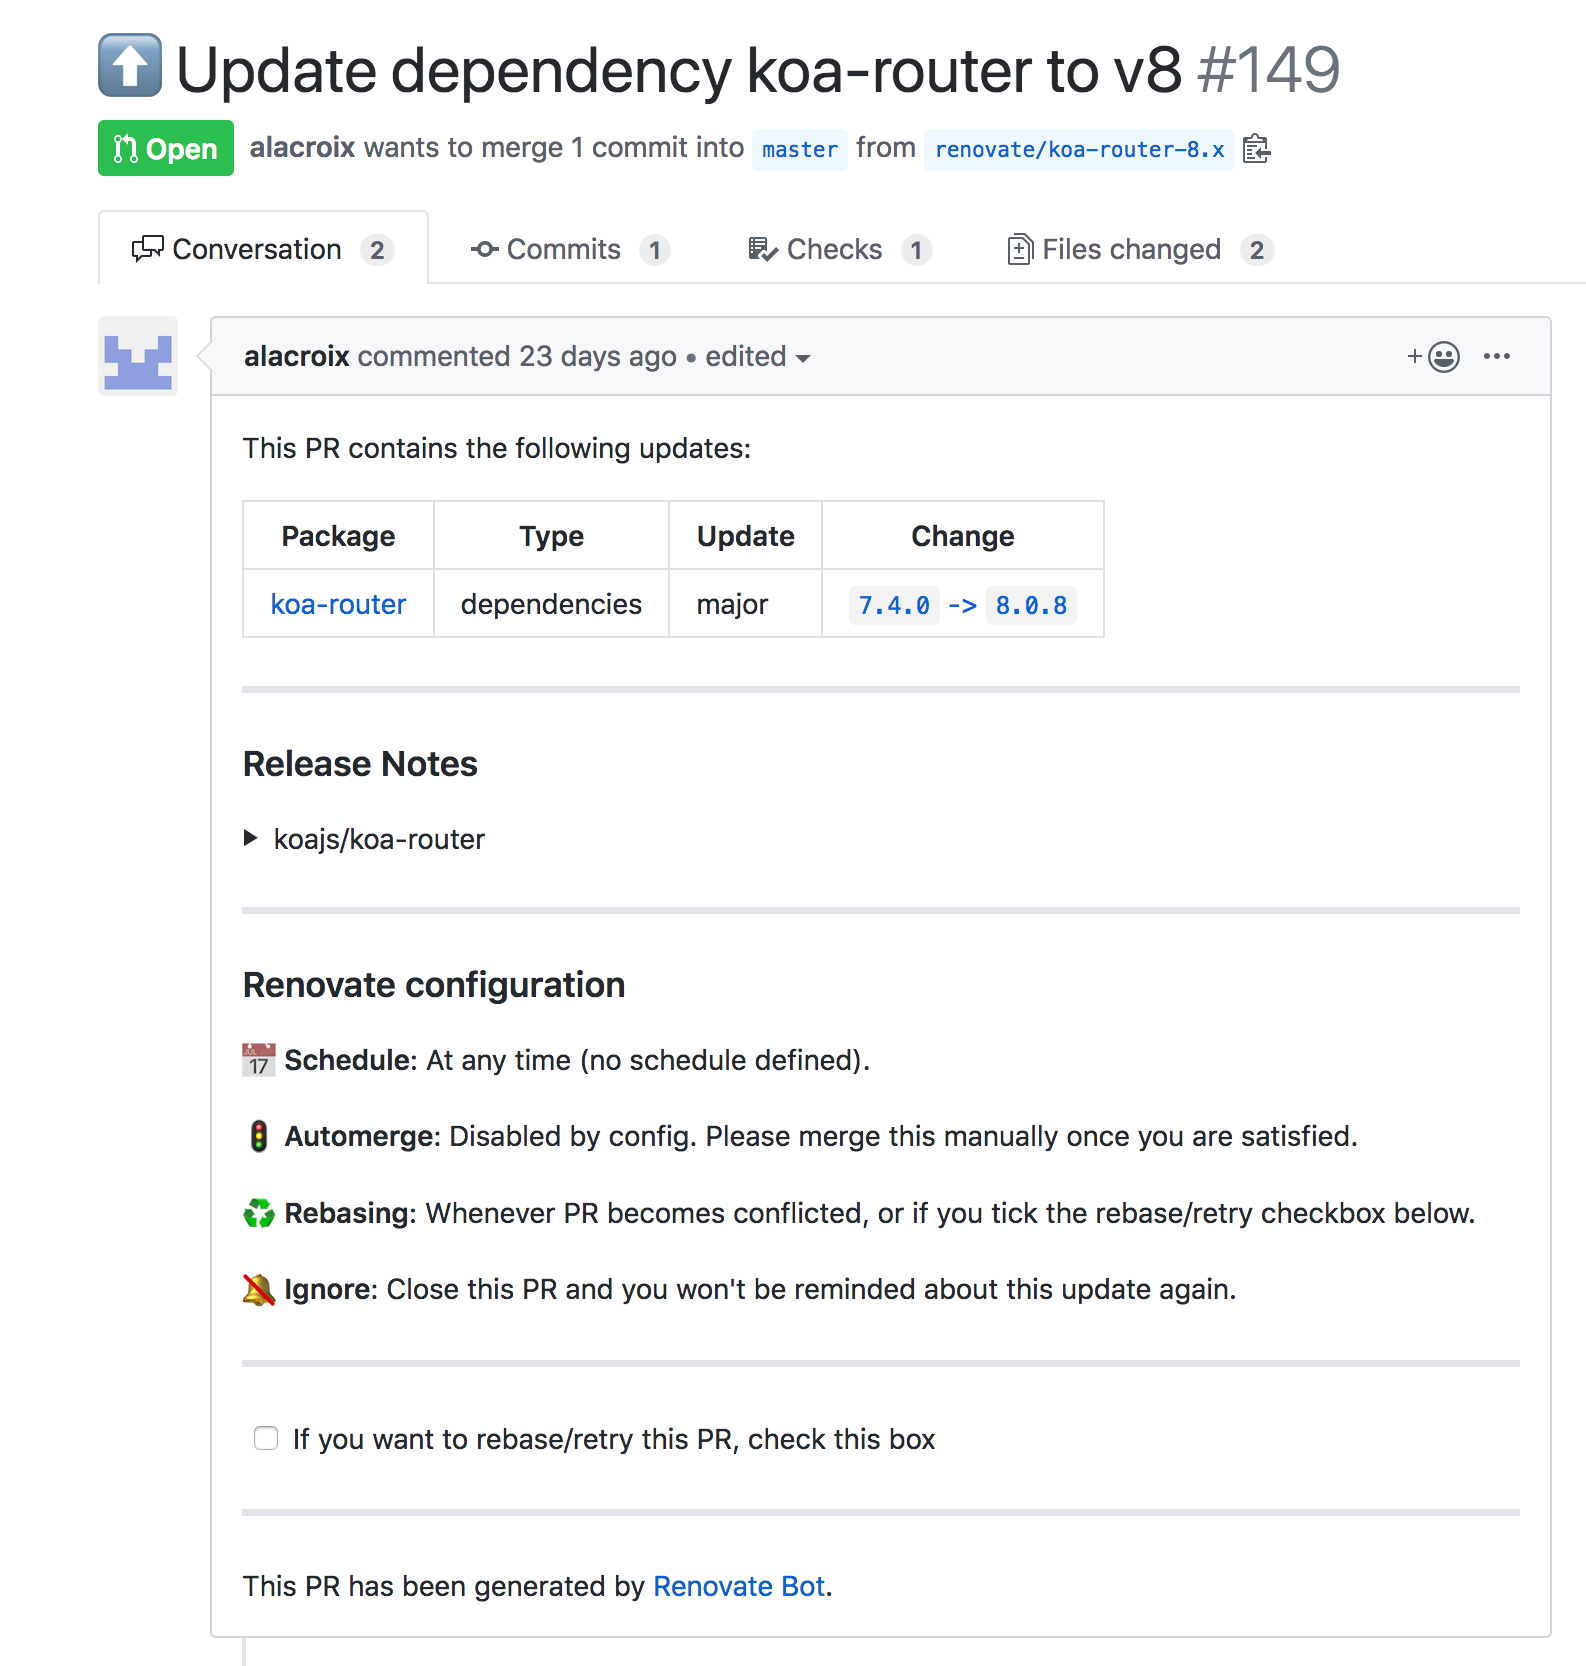 Update dependency koa-router to v8 #149
Open alacroix wants to merge 1 commit into master from renovate/koa-router-8.x
Conversation 2 Commits 1 Checks 1 Files changed 2
alacroix commented 23 days ago • edited
This PR contains the following updates:
Package Type Update Change
koa-router dependencies major 7.4.0 -> 8.0.8
Release Notes
koajs/koa-router
Renovate configuration
JUL 17 Schedule: At any time (no schedule defined).
Automerge: Disabled by config. Please merge this manually once you are satisfied.
Rebasing: Whenever PR becomes conflicted, or if you tick the rebase/retry checkbox below.
Ignore: Close this PR and you won't be reminded about this update again.
If you want to rebase/retry this PR, check this box
This PR has been generated by Renovate Bot.